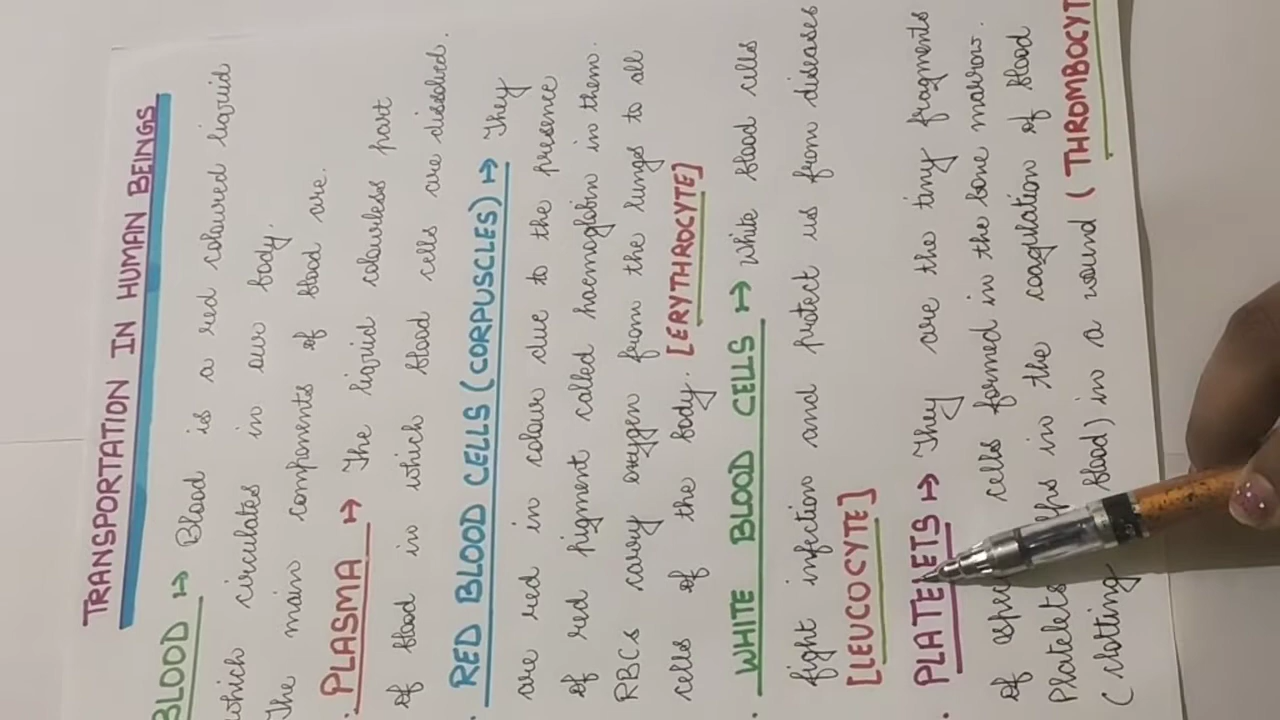 TRANSPORTATION IN HUMAN BEINGS
BLOOD → Blood is a red coloured liquid
which circulates in our body.
The main components of blood are.
. PLASMA → The liquid colourless part
of blood in which blood cells are dissolved.
. RED BLOOD CELLS (CORPUSCLES) → They
are red in colour due to the presence
of red pigment called haemoglobin in them.
RBCs carry oxygen from the lungs to all
cells of the body. [ERYTHROCYTE]
. WHITE BLOOD CELLS → White blood cells
fight infection and protect us from diseases
[LEUCOCYTE]
. PLATELETS → They are the tiny fragments
of cells formed in the bone marrow.
Platelets in the coagulation of blood
(clotting blood) in a wound (THROMBOCYT